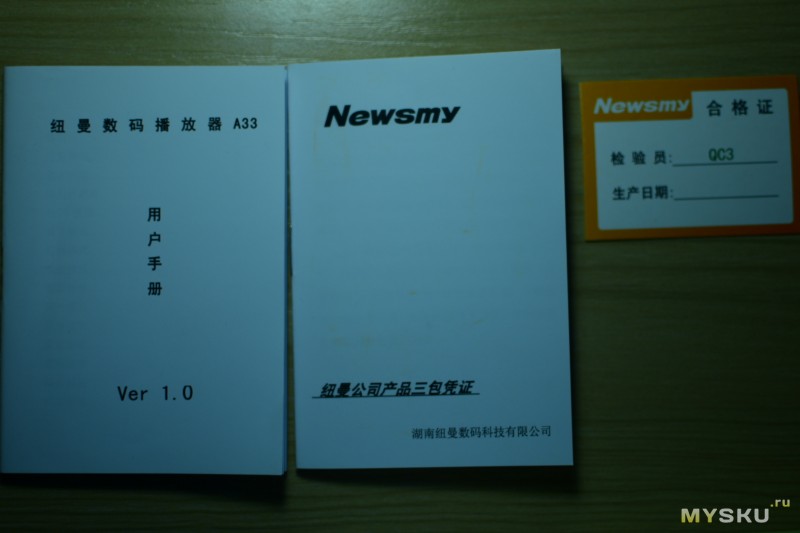 纽曼数码播放器 A33
用
户
手
册
Ver 1.0
Newsmy
纽曼公司产品三包凭证
湖南纽曼数码科技有限公司
Newsmy 合格证
检验员: QC3
生产日期:
MYSKU.ru